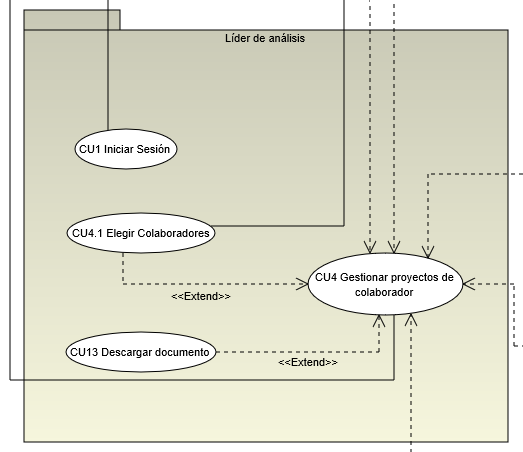 Líder de análisis
CU1 Iniciar Sesión
CU4.1 Elegir Colaboradores
CU4 Gestionar proyectos de
colaborador
<<Extend>>
CU13 Descargar documento
<<Extend>>